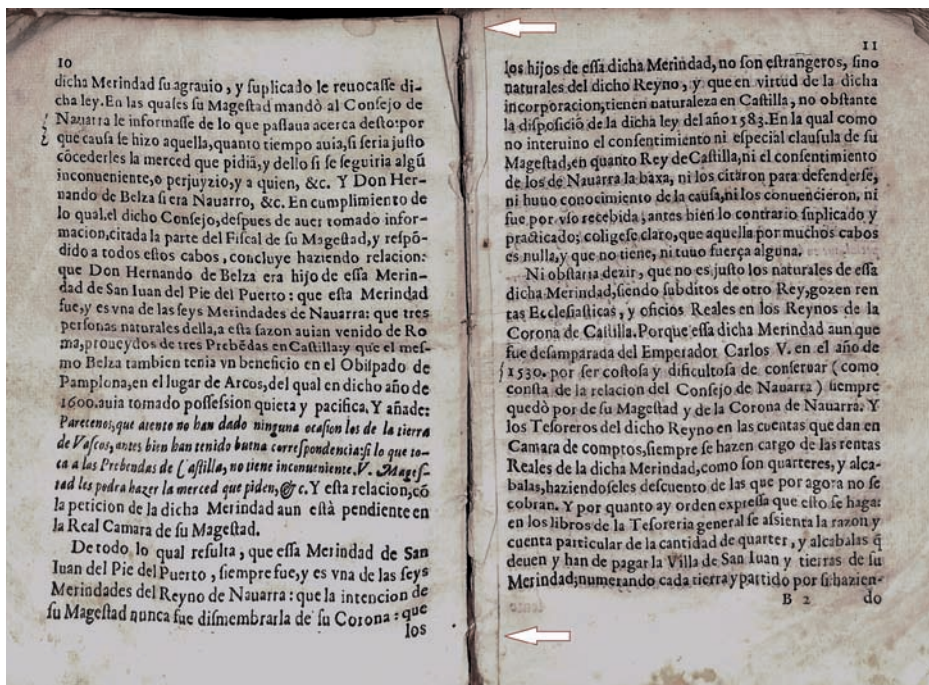 10
dicha Merindad ſu agrauio, y ſuplicado le reuocaſſe di-
cha ley. En las quales ſu Mageſtad mandò al Conſejo de
Nauarra le informaſſe de lo que paſſaua acerca deſto: por
que cauſa ſe hizo aquella, quanto tiempo auia, ſi ſeria juſto
cõcederles la merced que pidiã, y dello ſi ſe ſeguiria algũ
inconueniente, o perjuyzio, y a quien, &c. Y Don Her-
nando de Belza ſi era Nauarro, &c. En cumplimiento de
lo qual, el dicho Conſejo, deſpues de auer tomado infor-
macion, citada la parte del Fiſcal de ſu Mageſtad, y reſpõ-
dido a todos eſtos cabos, concluye haziendo relacion:
que Don Hernando de Belza era hijo de eſſa Merin-
dad de San Iuan del Pie del Puerto: que eſta Merindad
fue, y es vna de las ſeys Merindades de Nauarra: que tres
perſonas naturales della, a eſta ſazon auian venido de Ro
ma, proueydos de tres Prebẽdas en Caſtilla: y que el meſ-
mo Belza tambien tenia vn beneficio en el Obiſpado de
Pamplona, en el lugar de Arcos, del qual en dicho año de
1600. auia tomado poſſeſsion quieta y pacifica. Y añade:
Parecenos, que atento no han dado ninguna ocaſion los de la tierra
de Vaſcos, antes bien han tenido buena correſpondencia: ſi lo que to-
ca a las Prebendas de Caſtilla, no tiene inconueniente. V. Mageſ-
tad les podra hazer la merced que piden, &c. Y eſta relacion, cõ
la peticion de la dicha Merindad aun eſtà pendiente en
la Real Camara de ſu Mageſtad.
De todo lo qual reſulta, que eſſa Merindad de San
Iuan del Pie del Puerto, ſiempre fue, y es vna de las ſeys
Merindades del Reyno de Nauarra: que la intencion de
ſu Mageſtad nunca fue diſmembrarla de ſu Corona: que
los
11
los hijos de eſſa dicha Merindad, no ſon eſtrangeros, ſino
naturales del dicho Reyno, y que en virtud de la dicha
incorporacion, tienen naturaleza en Caſtilla, no obſtante
la diſpoſiciõ de la dicha ley del año 1583. En la qual como
no interuino el conſentimiento ni eſpecial clauſula de ſu
Mageſtad, en quanto Rey de Caſtilla, ni el conſentimiento
de los de Nauarra la baxa, ni los citàron para defenderſe,
ni huuo conocimiento de la cauſa, ni los conuencieron, ni
fue por vſo recebida; antes bien lo contrario ſuplicado y
practicado; coligeſe claro, que aquella por muchos cabos
es nulla, y que no tiene, ni tuuo fuerça alguna.
Ni obſtaria dezir, que no es juſto los naturales de eſſa
dicha Merindad, ſiendo ſubditos de otro Rey, gozen ren
tas Eccleſiaſticas, y oficios Reales en los Reynos de la
Corona de Caſtilla. Porque eſſa dicha Merindad aun que
fue deſamparada del Emperador Carlos V. en el año de
1530. por ſer coſtoſa y dificultoſa de conſeruar (como
conſta de la relacion del Conſejo de Nauarra) ſiempre
quedò por de ſu Mageſtad y de la Corona de Nauarra. Y
los Teſoreros del dicho Reyno en las cuentas que dan en
Camara de comptos, ſiempre ſe hazen cargo de las rentas
Reales de la dicha Merindad, como ſon quarteres, y alca-
balas, haziendoſeles deſcuento de las que por agora no ſe
cobran. Y por quanto ay orden expreſſa que eſto ſe haga:
en los libros de la Teſoreria general ſe aſsienta la razon y
cuenta particular de la cantidad de quarter, y alcabalas q̃
deuen y han de pagar la Villa de San Iuan y tierras de ſu
Merindad; numerando cada tierra y partido por ſi: hazien-
B 2 do